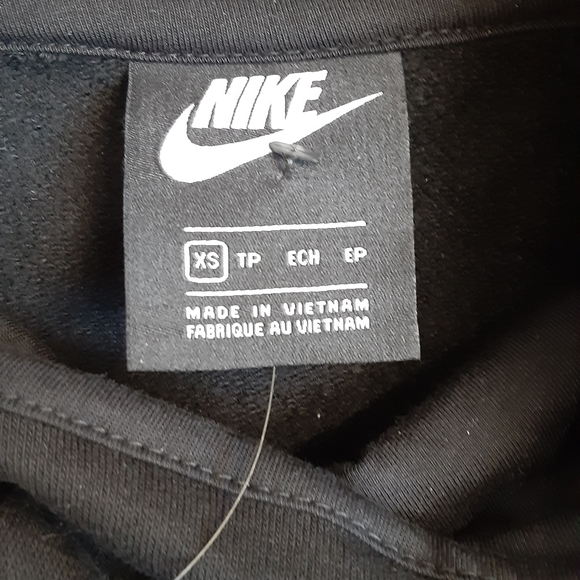 NIKE
XS TP ECH EP
MADE IN VIETNAM
FABRIQUE AU VIETNAM